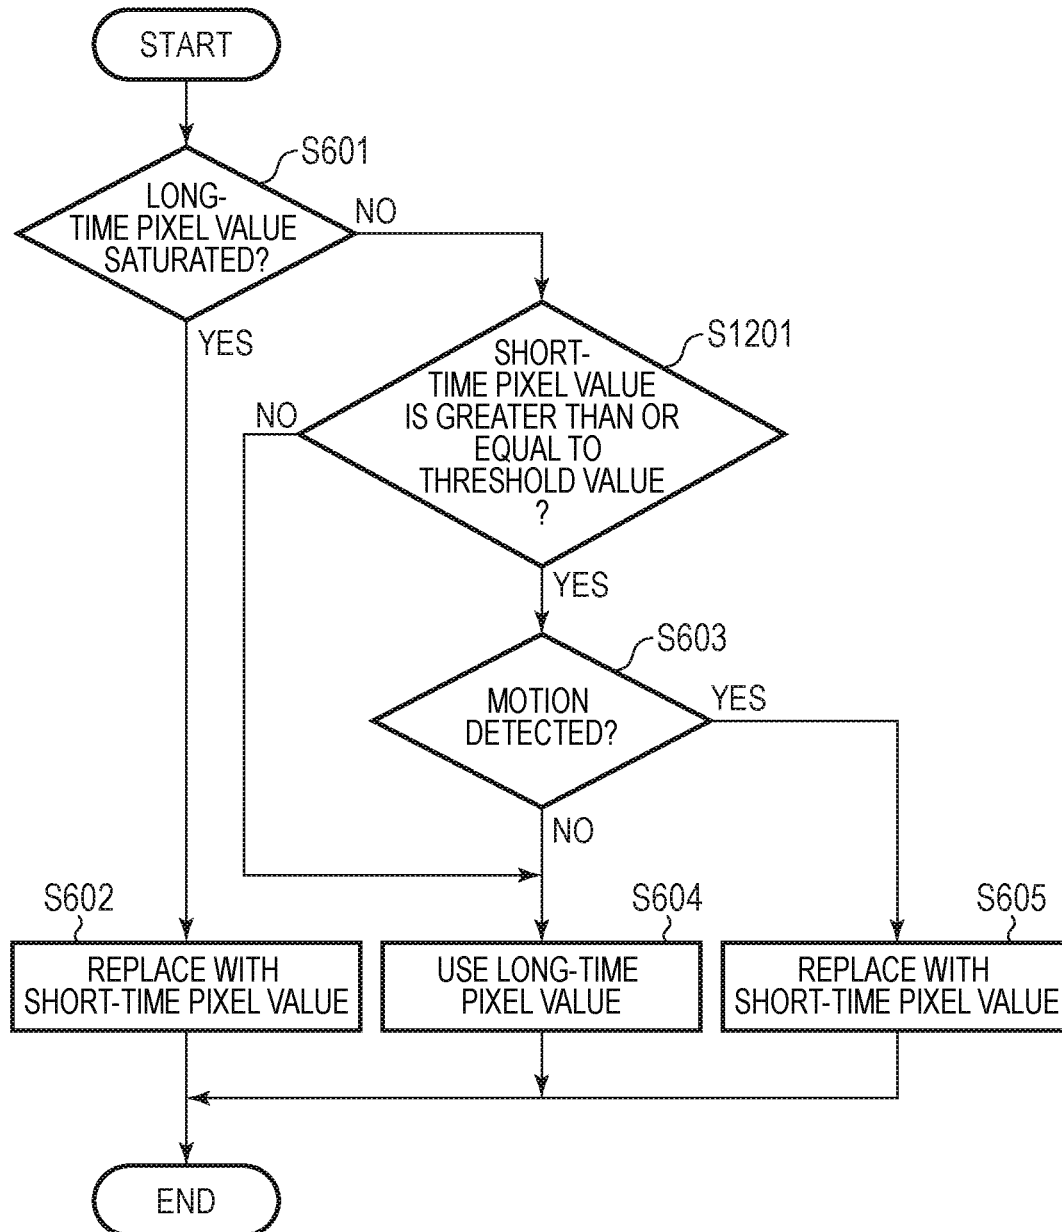 START
S601
LONG-
TIME PIXEL VALUE
SATURATED?
NO
YES
S1201
SHORT-
TIME PIXEL VALUE
IS GREATER THAN OR
EQUAL TO
THRESHOLD VALUE
?
NO
YES
S603
MOTION
DETECTED?
YES
NO
S602
REPLACE WITH
SHORT-TIME PIXEL VALUE
S604
USE LONG-TIME
PIXEL VALUE
S605
REPLACE WITH
SHORT-TIME PIXEL VALUE
END